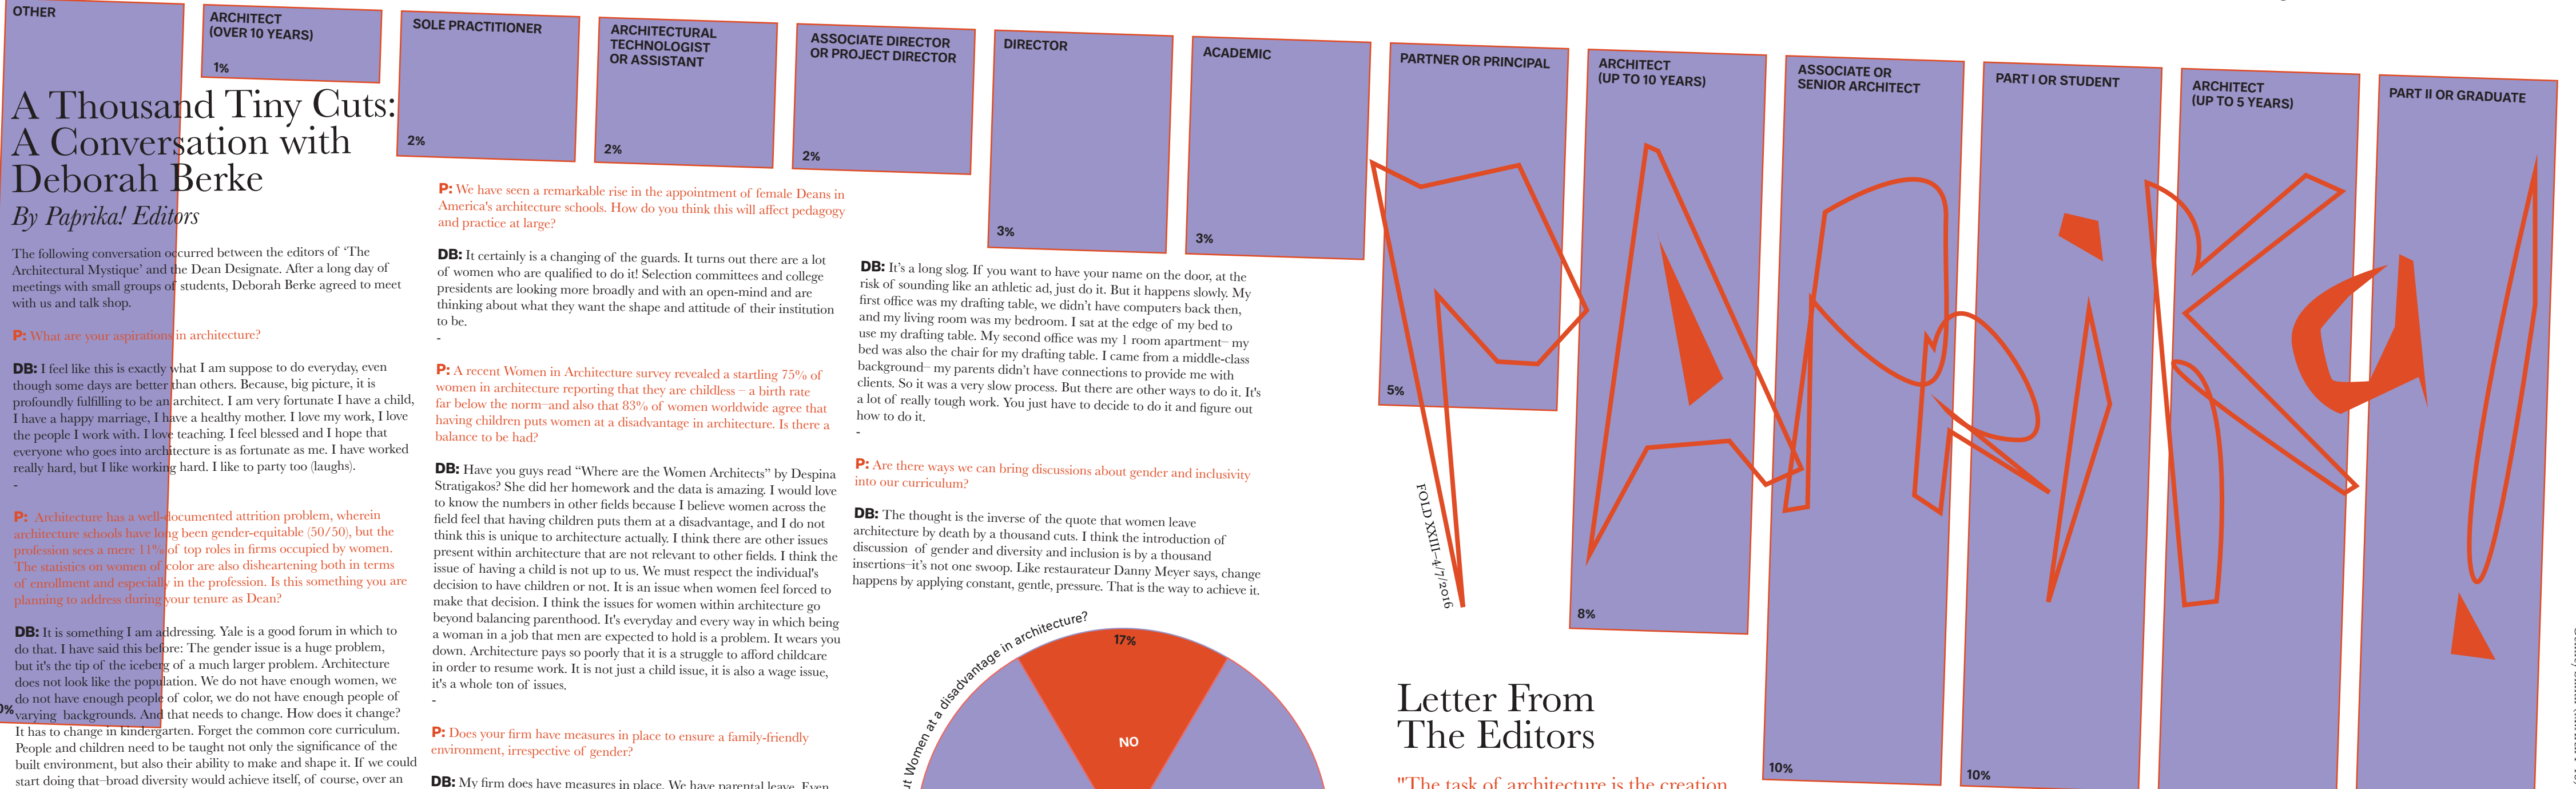 OTHER
ARCHITECT
(OVER 10 YEARS)
1%
SOLE PRACTITIONER
2%
ARCHITECTURAL
TECHNOLOGIST
OR ASSISTANT
2%
ASSOCIATE DIRECTOR
OR PROJECT DIRECTOR
2%
DIRECTOR
3%
ACADEMIC
3%
PARTNER OR PRINCIPAL
5%
ARCHITECT
(UP TO 10 YEARS)
8%
ASSOCIATE OR
SENIOR ARCHITECT
10%
PART I OR STUDENT
10%
ARCHITECT
(UP TO 5 YEARS)
PART II OR GRADUATE
PAPriKa!
FOLD XXIII–4/7/2016
A Thousand Tiny Cuts:
A Conversation with
Deborah Berke
By Paprika! Editors
The following conversation occurred between the editors of ‘The
Architectural Mystique’ and the Dean Designate. After a long day of
meetings with small groups of students, Deborah Berke agreed to meet
with us and talk shop.
P: What are your aspirations in architecture?
DB: I feel like this is exactly what I am suppose to do everyday, even
though some days are better than others. Because, big picture, it is
profoundly fulfilling to be an architect. I am very fortunate I have a child,
I have a happy marriage, I have a healthy mother. I love my work, I love
the people I work with. I love teaching. I feel blessed and I hope that
everyone who goes into architecture is as fortunate as me. I have worked
really hard, but I like working hard. I like to party too (laughs).
-
P: Architecture has a well-documented attrition problem, wherein
architecture schools have long been gender-equitable (50/50), but the
profession sees a mere 11% of top roles in firms occupied by women.
The statistics on women of color are also disheartening both in terms
of enrollment and especially in the profession. Is this something you are
planning to address during your tenure as Dean?
DB: It is something I am addressing. Yale is a good forum in which to
do that. I have said this before: The gender issue is a huge problem,
but it's the tip of the iceberg of a much larger problem. Architecture
does not look like the population. We do not have enough women, we
do not have enough people of color, we do not have enough people of
varying backgrounds. And that needs to change. How does it change?
It has to change in kindergarten. Forget the common core curriculum.
People and children need to be taught not only the significance of the
built environment, but also their ability to make and shape it. If we could
start doing that–broad diversity would achieve itself, of course, over an
P: We have seen a remarkable rise in the appointment of female Deans in
America's architecture schools. How do you think this will affect pedagogy
and practice at large?
DB: It certainly is a changing of the guards. It turns out there are a lot
of women who are qualified to do it! Selection committees and college
presidents are looking more broadly and with an open-mind and are
thinking about what they want the shape and attitude of their institution
to be.
-
P: A recent Women in Architecture survey revealed a startling 75% of
women in architecture reporting that they are childless – a birth rate
far below the norm–and also that 83% of women worldwide agree that
having children puts women at a disadvantage in architecture. Is there a
balance to be had?
DB: Have you guys read “Where are the Women Architects” by Despina
Stratigakos? She did her homework and the data is amazing. I would love
to know the numbers in other fields because I believe women across the
field feel that having children puts them at a disadvantage, and I do not
think this is unique to architecture actually. I think there are other issues
present within architecture that are not relevant to other fields. I think the
issue of having a child is not up to us. We must respect the individual's
decision to have children or not. It is an issue when women feel forced to
make that decision. I think the issues for women within architecture go
beyond balancing parenthood. It's everyday and every way in which being
a woman in a job that men are expected to hold is a problem. It wears you
down. Architecture pays so poorly that it is a struggle to afford childcare
in order to resume work. It is not just a child issue, it is also a wage issue,
it's a whole ton of issues.
-
P: Does your firm have measures in place to ensure a family-friendly
environment, irrespective of gender?
DB: My firm does have measures in place. We have parental leave. Even
DB: It’s a long slog. If you want to have your name on the door, at the
risk of sounding like an athletic ad, just do it. But it happens slowly. My
first office was my drafting table, we didn’t have computers back then,
and my living room was my bedroom. I sat at the edge of my bed to
use my drafting table. My second office was my 1 room apartment– my
bed was also the chair for my drafting table. I came from a middle-class
background– my parents didn’t have connections to provide me with
clients. So it was a very slow process. But there are other ways to do it. It's
a lot of really tough work. You just have to decide to do it and figure out
how to do it.
-
P: Are there ways we can bring discussions about gender and inclusivity
into our curriculum?
DB: The thought is the inverse of the quote that women leave
architecture by death by a thousand cuts. I think the introduction of
discussion of gender and diversity and inclusion is by a thousand
insertions–it’s not one swoop. Like restaurateur Danny Meyer says, change
happens by applying constant, gentle, pressure. That is the way to achieve it.
Women at a disadvantage in architecture?
17%
NO
Letter From
The Editors
"The task of architecture is the creation